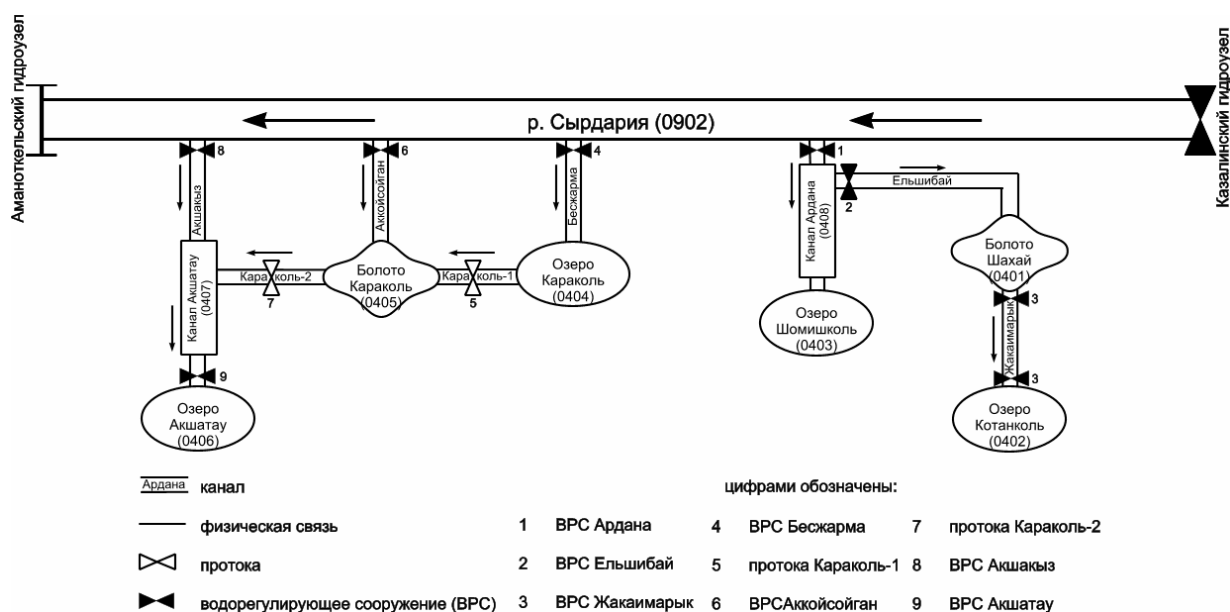 Аманоткельский гидроузел
Казалинский гидроузел
р. Сырдария (0902)
8
6
4
1
Акшакыз
Аккойсойган
Бесжарма
Канал Ардана
(0408)
2
Ельшибай
Болото
Шахай
(0401)
Канал Акшатау
(0407)
Караколь-2
7
Болото
Караколь
(0405)
Караколь-1
5
Озеро
Караколь
(0404)
Озеро
Шомишколь
(0403)
3
Жакаимарык
3
9
Озеро
Акшатау
(0406)
Озеро
Котанколь
(0402)
Ардана канал
физическая связь
протока
водорегулирующее сооружение (ВРС)
цифрами обозначены:
1 ВРС Ардана
2 ВРС Ельшибай
3 ВРС Жакаимарык
4 ВРС Бесжарма
5 протока Караколь-1
6 ВРСАккойсойган
7 протока Караколь-2
8 ВРС Акшакыз
9 ВРС Акшатау